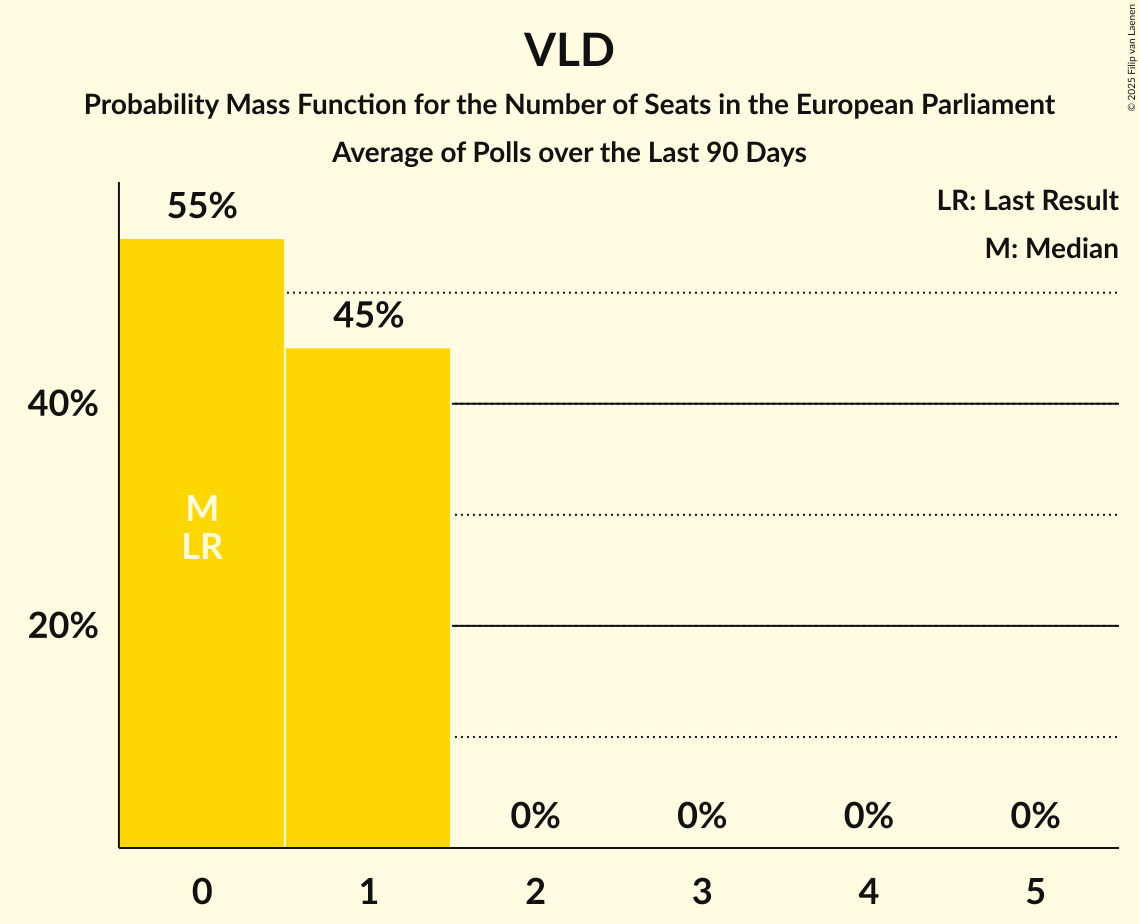 VLD
Probability Mass Function for the Number of Seats in the European Parliament
Average of Polls over the Last 90 Days
© 2025 Filip van Laenen
LR: Last Result
M: Median
55%
45%
40%
20%
M
LR
0% 0% 0% 0%
0 1 2 3 4 5